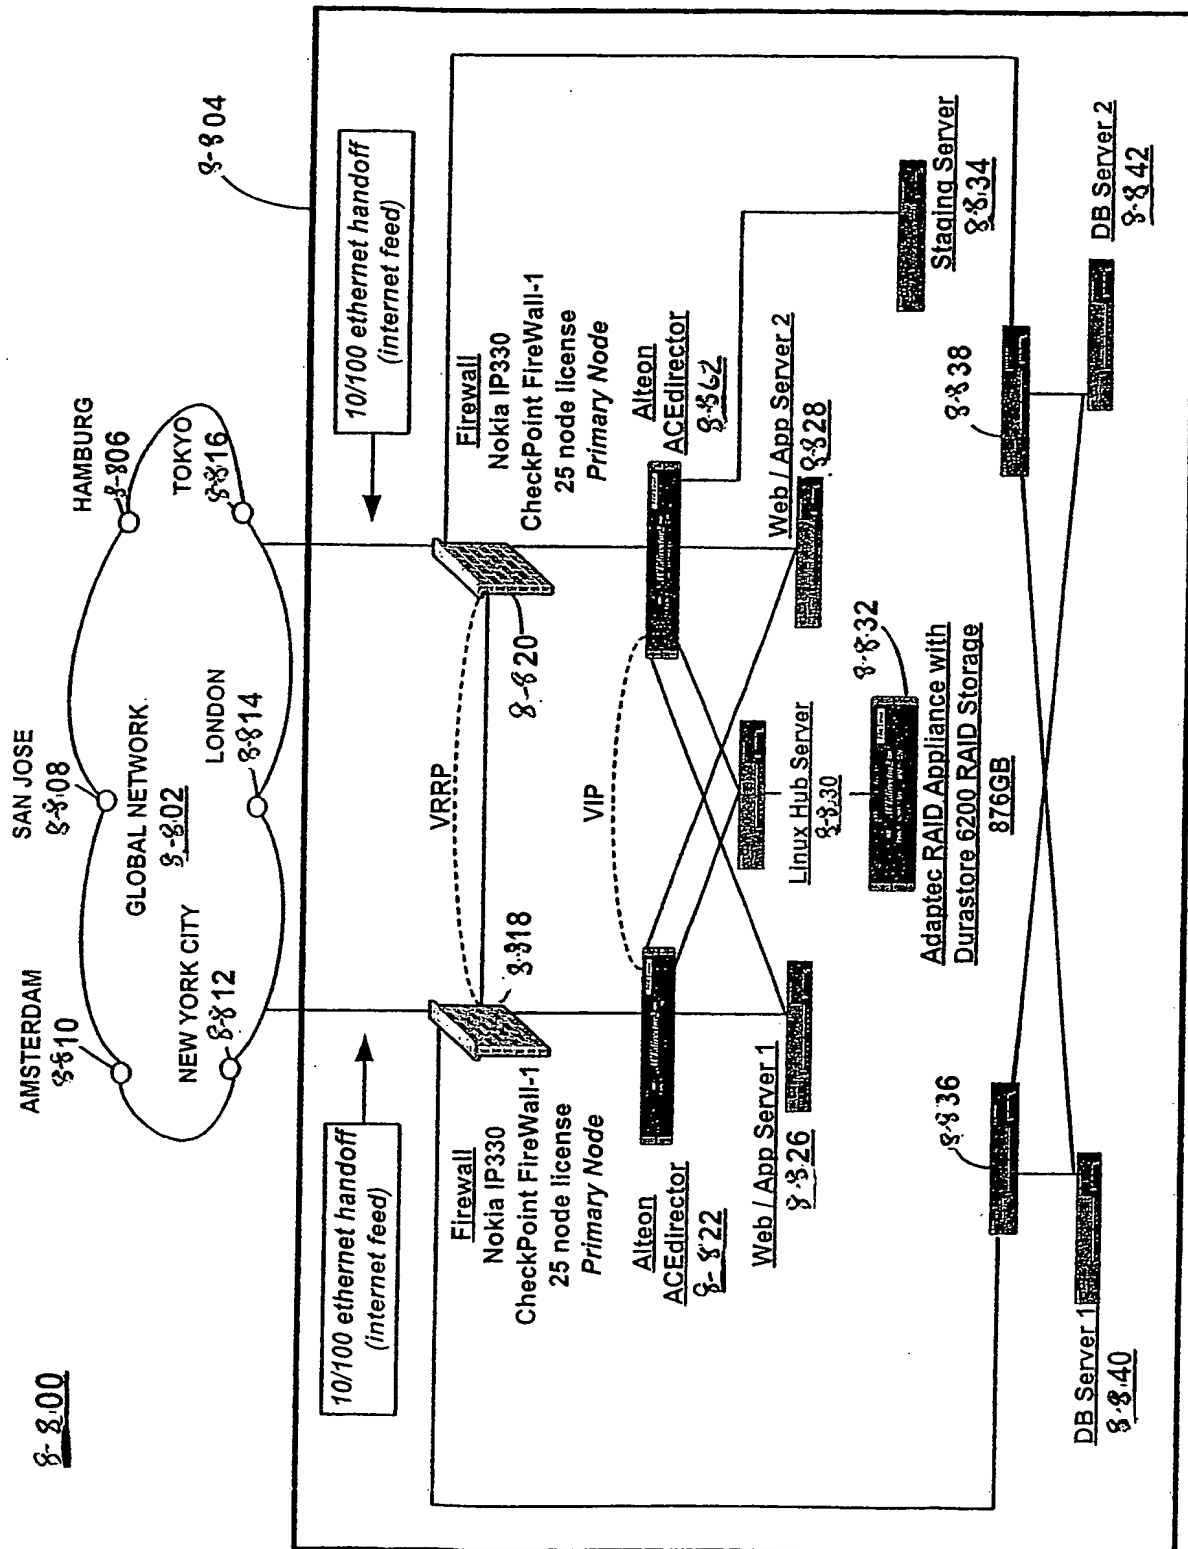 8-800
AMSTERDAM
8-810
SAN JOSE
8-808
HAMBURG
8-806
GLOBAL NETWORK
8-802
NEW YORK CITY
8-812
LONDON
8-814
TOKYO
8-816
8-804
10/100 ethernet handoff
(internet feed)
10/100 ethernet handoff
(internet feed)
VRRP
8-818
8-820
Firewall
Nokia IP330
CheckPoint FireWall-1
25 node license
Primary Node
Firewall
Nokia IP330
CheckPoint FireWall-1
25 node license
Primary Node
VIP
Alteon
ACEdirector
8-822
Alteon
ACEdirector
8-862
Web / App Server 1
8-826
Web / App Server 2
8-828
Linux Hub Server
8-830
8-832
Adaptec RAID Appliance with
Durastore 6200 RAID Storage
876GB
Staging Server
8-834
8-836
8-838
DB Server 1
8-840
DB Server 2
8-842